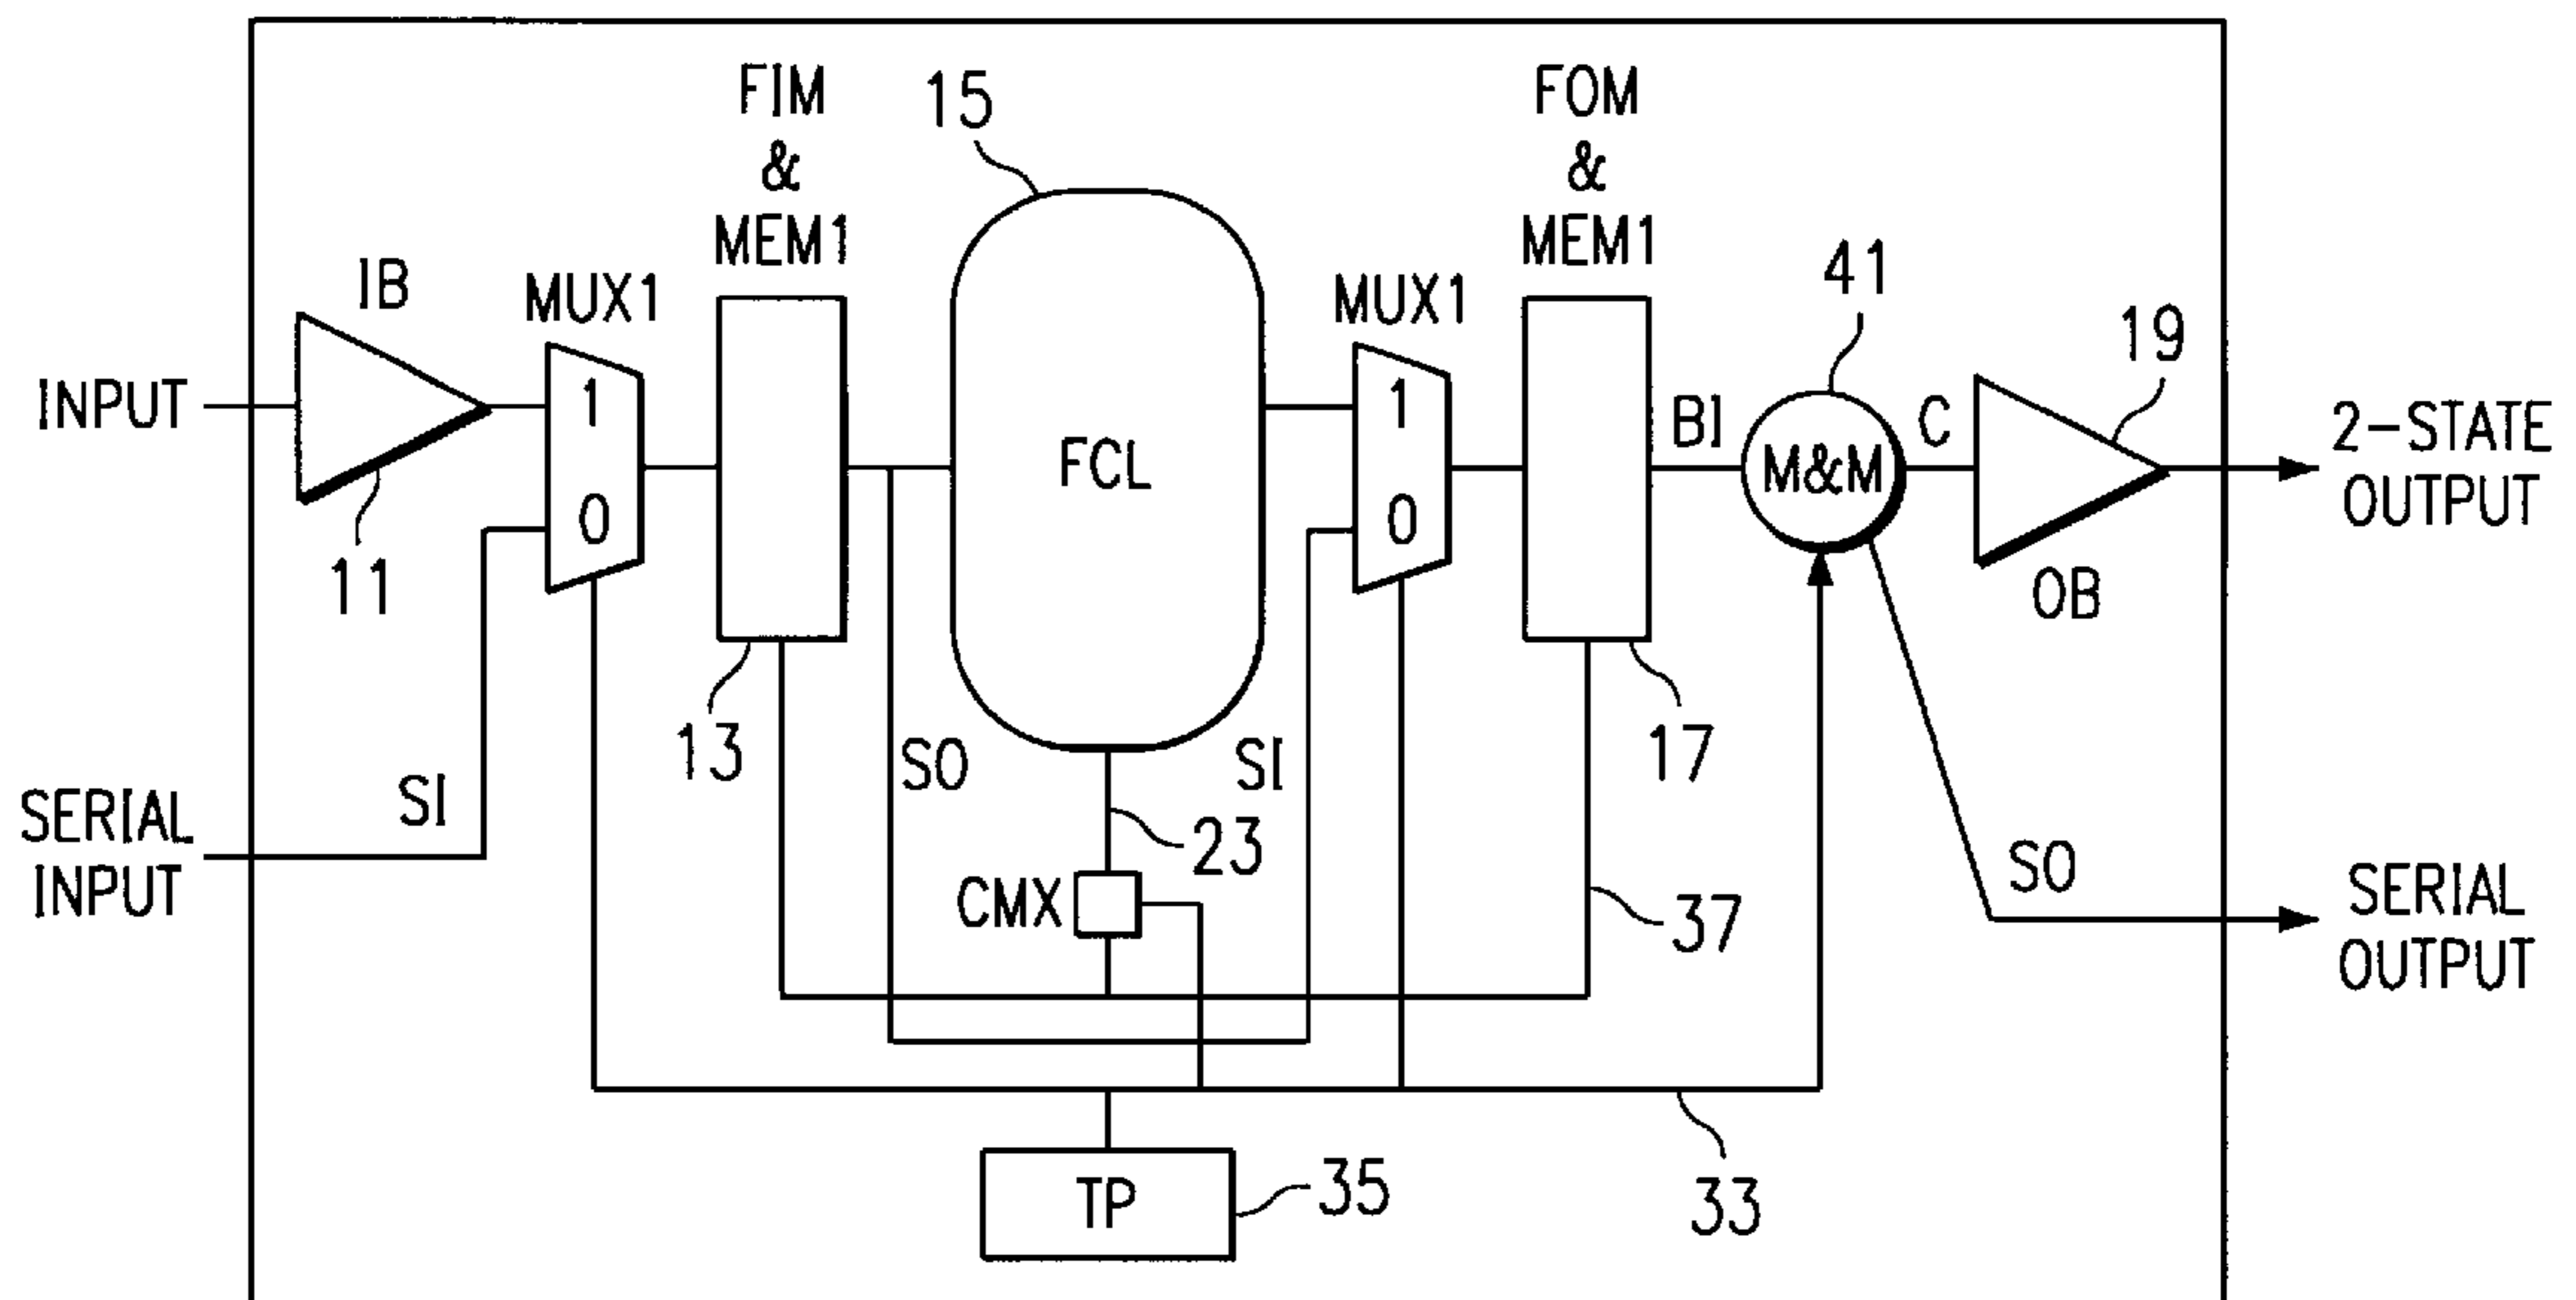 FIM
&
MEM1
15
FOM
&
MEM1
IB
MUX1
MUX1
41
19
INPUT
1
0
FCL
1
0
BI
M&M
C
2-STATE
OUTPUT
11
OB
13
SO
SI
17
SI
SERIAL
INPUT
23
CMX
37
SO
SERIAL
OUTPUT
TP
35
33